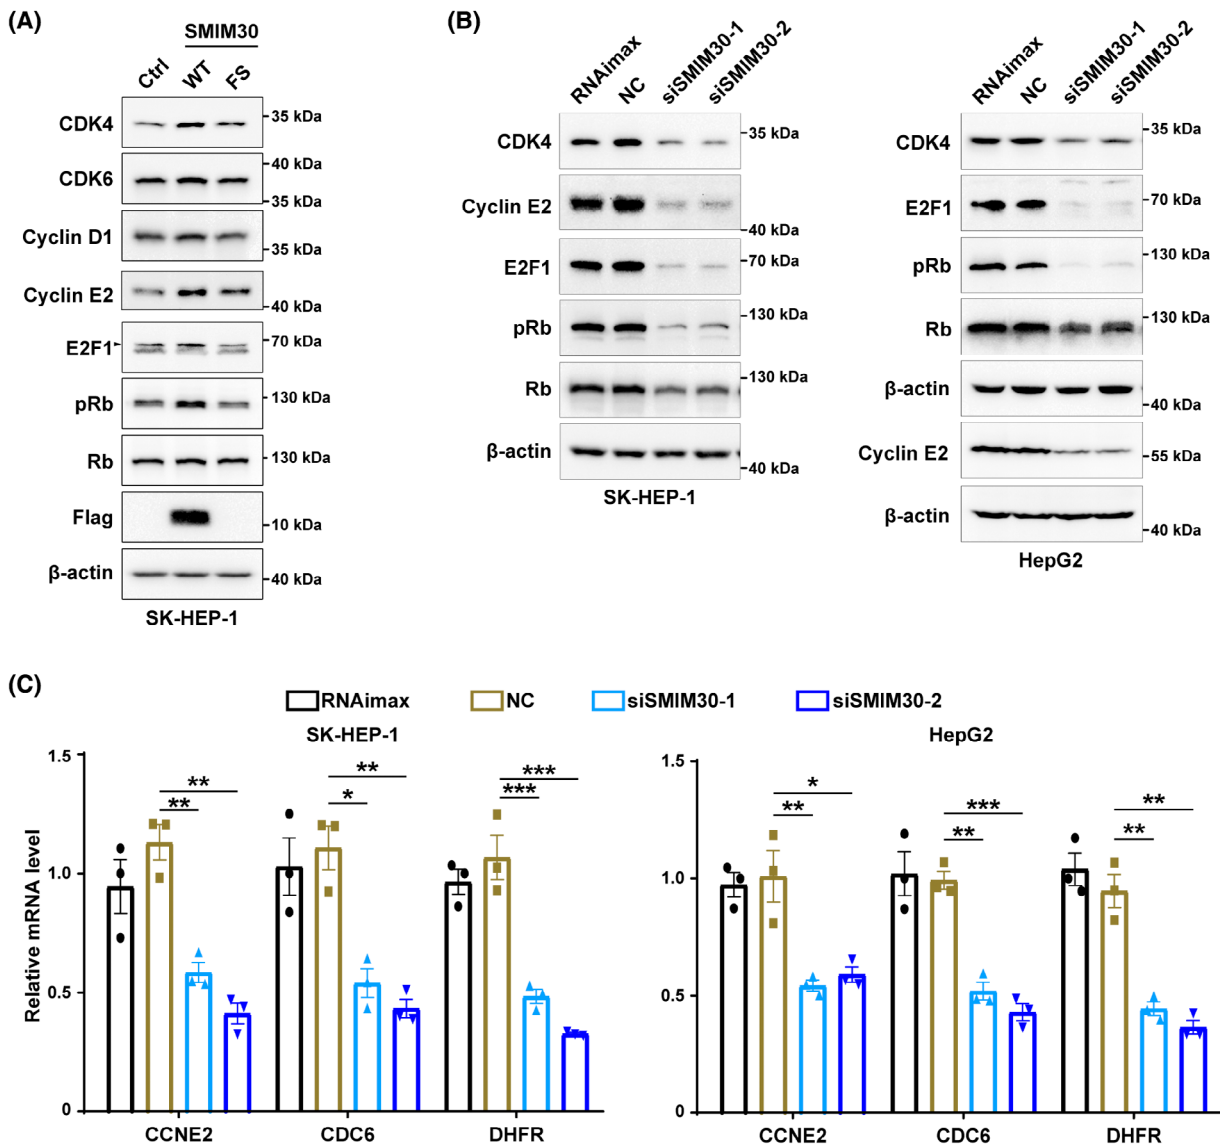 (A)
SMIM30
Ctrl WT FS
CDK4
35 kDa
CDK6
40 kDa
35 kDa
Cyclin D1
35 kDa
Cyclin E2
40 kDa
E2F1
70 kDa
pRb
130 kDa
Rb
130 kDa
Flag
10 kDa
β-actin
40 kDa
SK-HEP-1
(B)
RNAimax NC siSMIM30-1 siSMIM30-2
CDK4
35 kDa
Cyclin E2
40 kDa
E2F1
70 kDa
pRb
130 kDa
Rb
130 kDa
β-actin
40 kDa
SK-HEP-1
RNAimax NC siSMIM30-1 siSMIM30-2
CDK4
35 kDa
E2F1
70 kDa
pRb
130 kDa
Rb
130 kDa
β-actin
40 kDa
Cyclin E2
55 kDa
β-actin
40 kDa
HepG2
(C)
RNAimax NC siSMIM30-1 siSMIM30-2
SK-HEP-1
Relative mRNA level
1.5
1.0
0.5
0
** **
** *
*** ***
CCNE2 CDC6 DHFR
HepG2
1.5
1.0
0.5
0
* **
*** **
** **
CCNE2 CDC6 DHFR